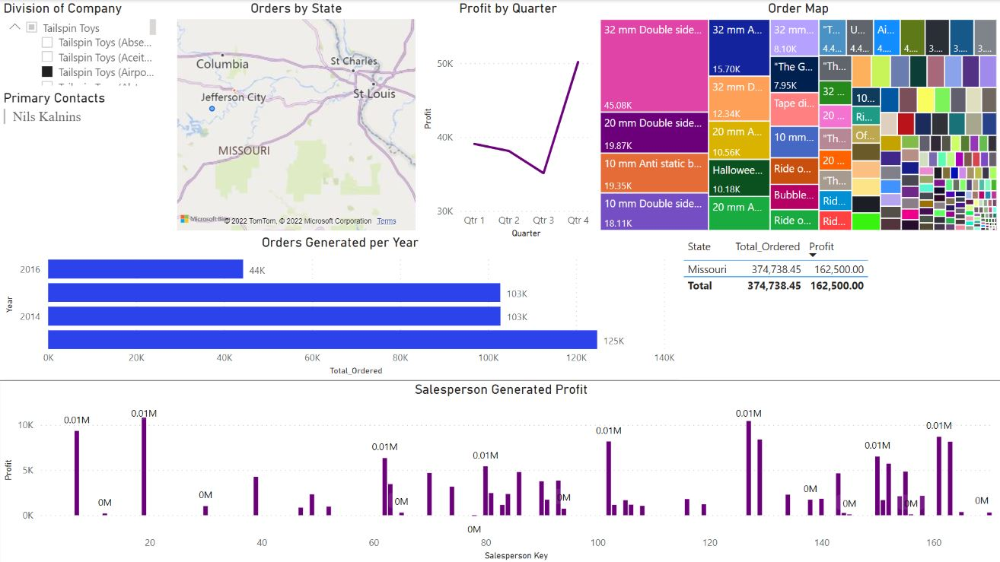 Division of Company
Tailspin Toys
Tailspin Toys (Abse...
Tailspin Toys (Aceit...
Tailspin Toys (Airpo...
Primary Contacts
Nils Kalnins
Orders by State
Columbia
St Charles
St Louis
Jefferson City
MISSOURI
Microsoft Bing
© 2022 TomTom, © 2022 Microsoft Corporation Terms
Profit by Quarter
50K
40K
30K
Profit
Qtr 1 Qtr 2 Qtr 3 Qtr 4
Quarter
Order Map
32 mm Double side...
45.08K
20 mm Double side...
19.87K
10 mm Anti static b...
19.35K
10 mm Double side...
18.11K
32 mm A...
15.70K
32 mm D...
12.34K
20 mm A...
10.56K
Hallowee...
10.18K
20 mm A...
32 mm...
8.10K
"The G...
7.95K
Tape di...
10 mm...
Ride o...
Bubble...
Ride o...
"T...
4.4...
"Th...
32 ...
20 ...
"Th...
20 ...
"Th...
Rid...
Rid...
U...
4.4...
10...
Ri...
Of...
Ai...
4....
4....
3....
3....
3....
Orders Generated per Year
Year
2016
44K
103K
2014
103K
125K
0K 20K 40K 60K 80K 100K 120K 140K
Total_Ordered
State Total_Ordered Profit
Missouri 374,738.45 162,500.00
Total 374,738.45 162,500.00
Salesperson Generated Profit
Profit
10K
5K
0K
0.01M
0M
0.01M
0M
0.01M
0M
0M
0.01M
0M
0.01M
0.01M
0M
0M
0.01M
0M
0.01M
0M
20 40 60 80 100 120 140 160
Salesperson Key